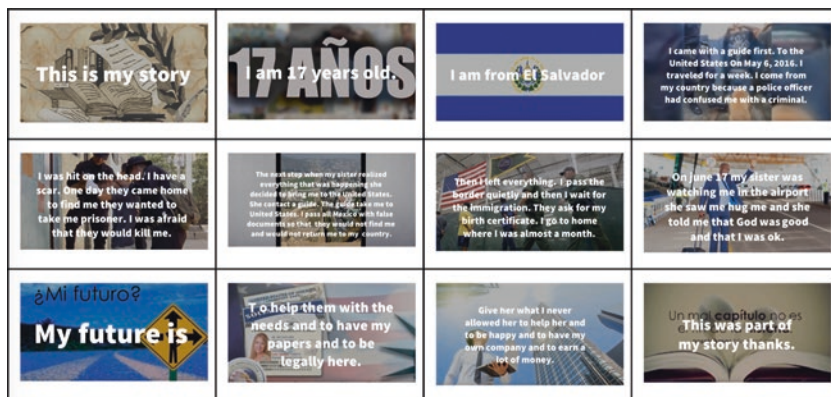 This is my story
17 AÑOS
I am 17 years old.
I am from El Salvador
I came with a guide first. To the
United States On May 6, 2016. I
traveled for a week. I come from
my country because a police officer
had confused me with a criminal.
I was hit on the head. I have a
scar. One day they came home
to find me they wanted to
take me prisoner. I was afraid
that they would kill me.
The next stop when my sister realized
everything that was happening she
decided to bring me to the United States.
She contact a guide. The guide take me to
United States. I pass all Mexico with false
documents so that they would not find me
and would not return me to my country.
Then I left everything. I pass the
border quietly and then I wait for
the immigration. They ask for my
birth certificate. I go to home
where I was almost a month.
On june 17 my sister was
watching me in the airport
she saw me hug me and she
told me that God was good
and that I was ok.
¿Mi futuro?
My future is
To help them with the
needs and to have my
papers and to be
legally here.
Give her what I never
allowed her to help her and
to be happy and to have my
own company and to earn a
lot of money.
Un mal capítulo no es
This was part of
my story thanks.